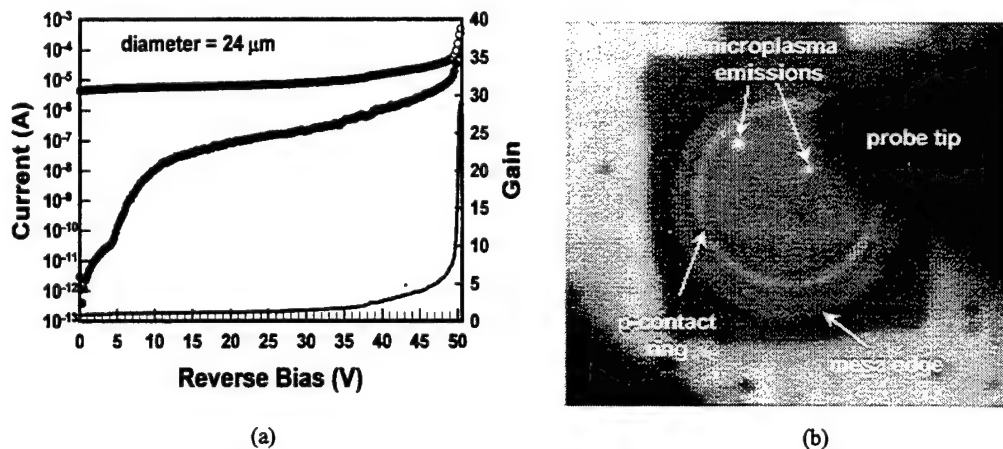 10⁻³
10⁻⁴
10⁻⁵
10⁻⁶
10⁻⁷
10⁻⁸
10⁻⁹
10⁻¹⁰
10⁻¹¹
10⁻¹²
10⁻¹³
Current (A)
diameter = 24 μm
40
35
30
25
20
15
10
5
0
Gain
0 5 10 15 20 25 30 35 40 45 50
Reverse Bias (V)
(a)
microplasma
emissions
probe tip
p-contact
ring
mesa edge
(b)